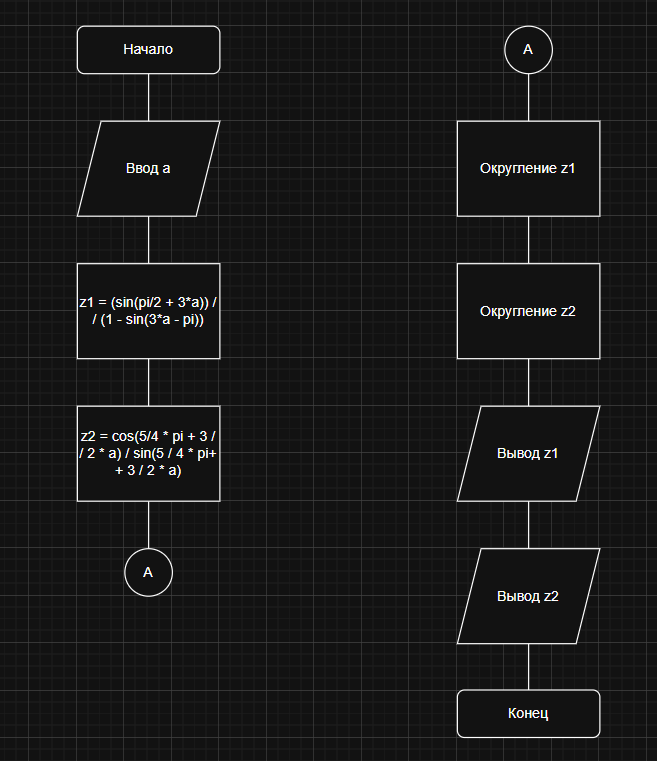 Начало
Ввод a
z1 = (sin(pi/2 + 3*a)) /
/ (1 - sin(3*a - pi))
z2 = cos(5/4 * pi + 3 /
/ 2 * a) / sin(5 / 4 * pi+
+ 3 / 2 * a)
А
А
Округление z1
Округление z2
Вывод z1
Вывод z2
Конец